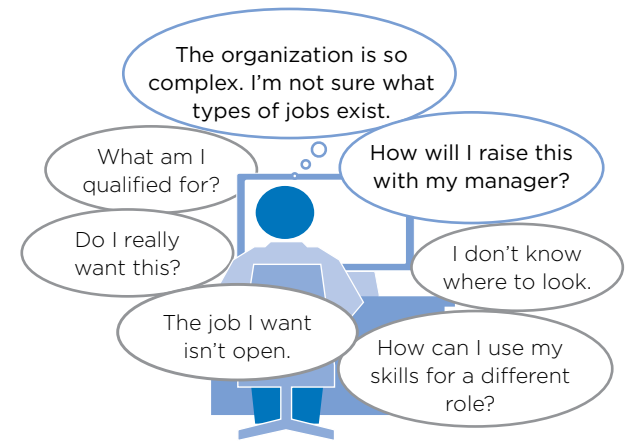 The organization is so
complex. I’m not sure what
types of jobs exist.
What am I
qualified for?
How will I raise this
with my manager?
Do I really
want this?
I don’t know
where to look.
The job I want
isn’t open.
How can I use my
skills for a different
role?